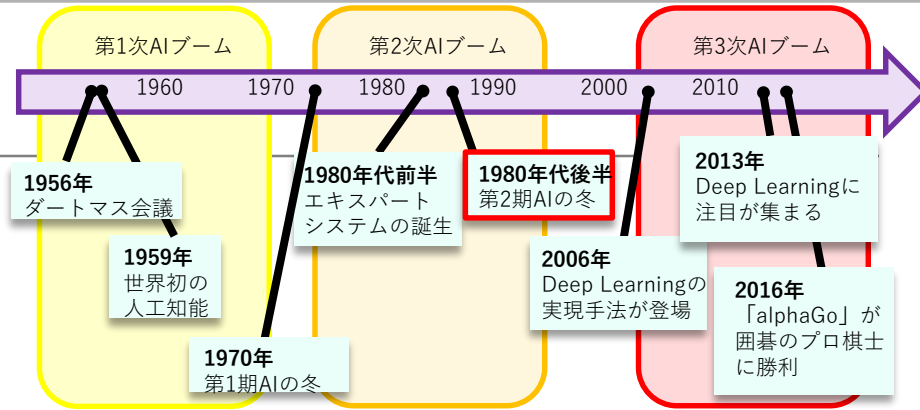 第1次AIブーム
第2次AIブーム
第3次AIブーム
1960
1970
1980
1990
2000
2010
1956年
ダートマス会議
1959年
世界初の
人工知能
1970年
第1期AIの冬
1980年代前半
エキスパート
システムの誕生
1980年代後半
第2期AIの冬
2006年
Deep Learningの
実現手法が登場
2013年
Deep Learningに
注目が集まる
2016年
「alphaGo」が
囲碁のプロ棋士
に勝利